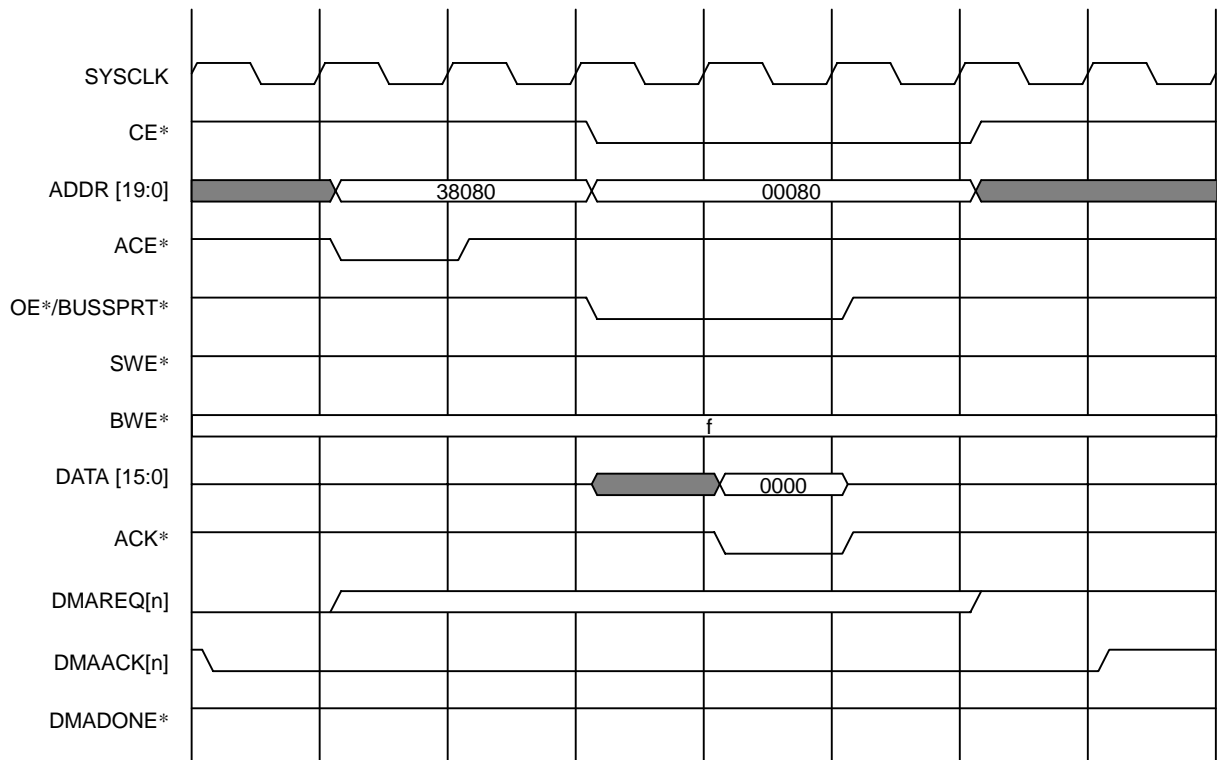 SYSCLK
CE*
ADDR [19:0]
38080
00080
ACE*
OE*/BUSSPRT*
SWE*
BWE*
f
DATA [15:0]
0000
ACK*
DMAREQ[n]
DMAACK[n]
DMADONE*